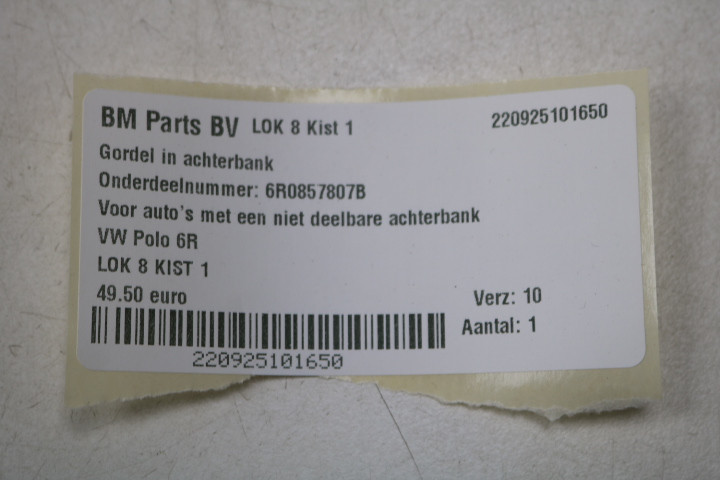 BM Parts BV LOK 8 Kist 1 220925101650
Gordel in achterbank
Onderdeelnummer: 6R0857807B
Voor auto's met een niet deelbare achterbank
VW Polo 6R
LOK 8 KIST 1
49.50 euro Verz: 10
Aantal: 1
220925101650